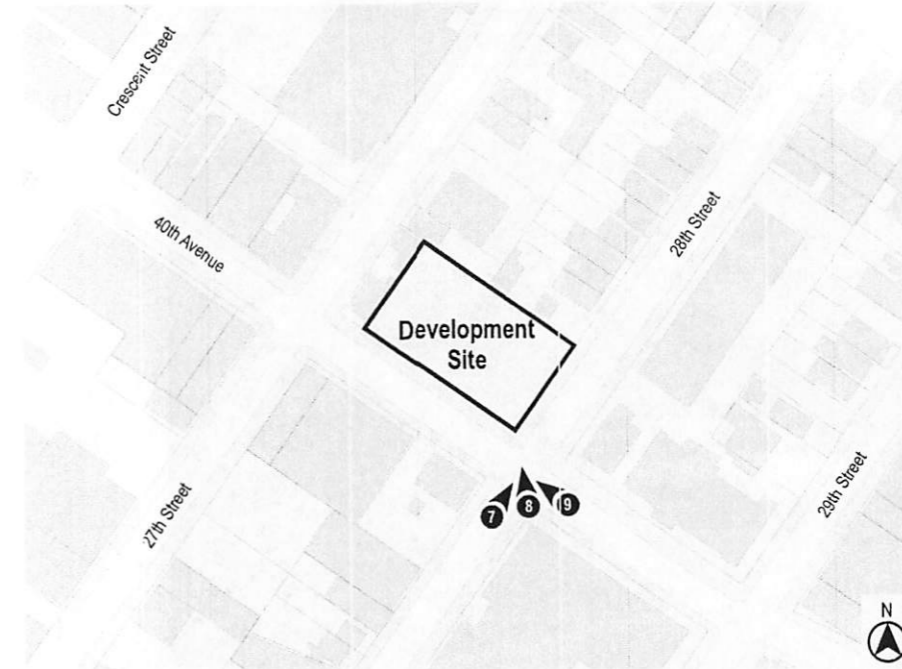 Crescent Street
40th Avenue
28th Street
Development
Site
29th Street
27th Street
7
8
9
N